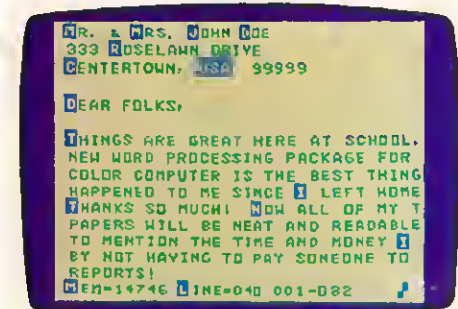 MR. & MRS. JOHN DOE
333 ROSELAWN DRIVE
CENTERTOWN, USA 99999
DEAR FOLKS,
THINGS ARE GREAT HERE AT SCHOOL.
NEW WORD PROCESSING PACKAGE FOR
COLOR COMPUTER IS THE BEST THING
HAPPENED TO ME SINCE I LEFT HOME
THANKS SO MUCH! NOW ALL OF MY T
PAPERS WILL BE NEAT AND READABLE
TO MENTION THE TIME AND MONEY I
BY NOT HAVING TO PAY SOMEONE TO
REPORTS!
MEM=14746 LINE=040 001-082